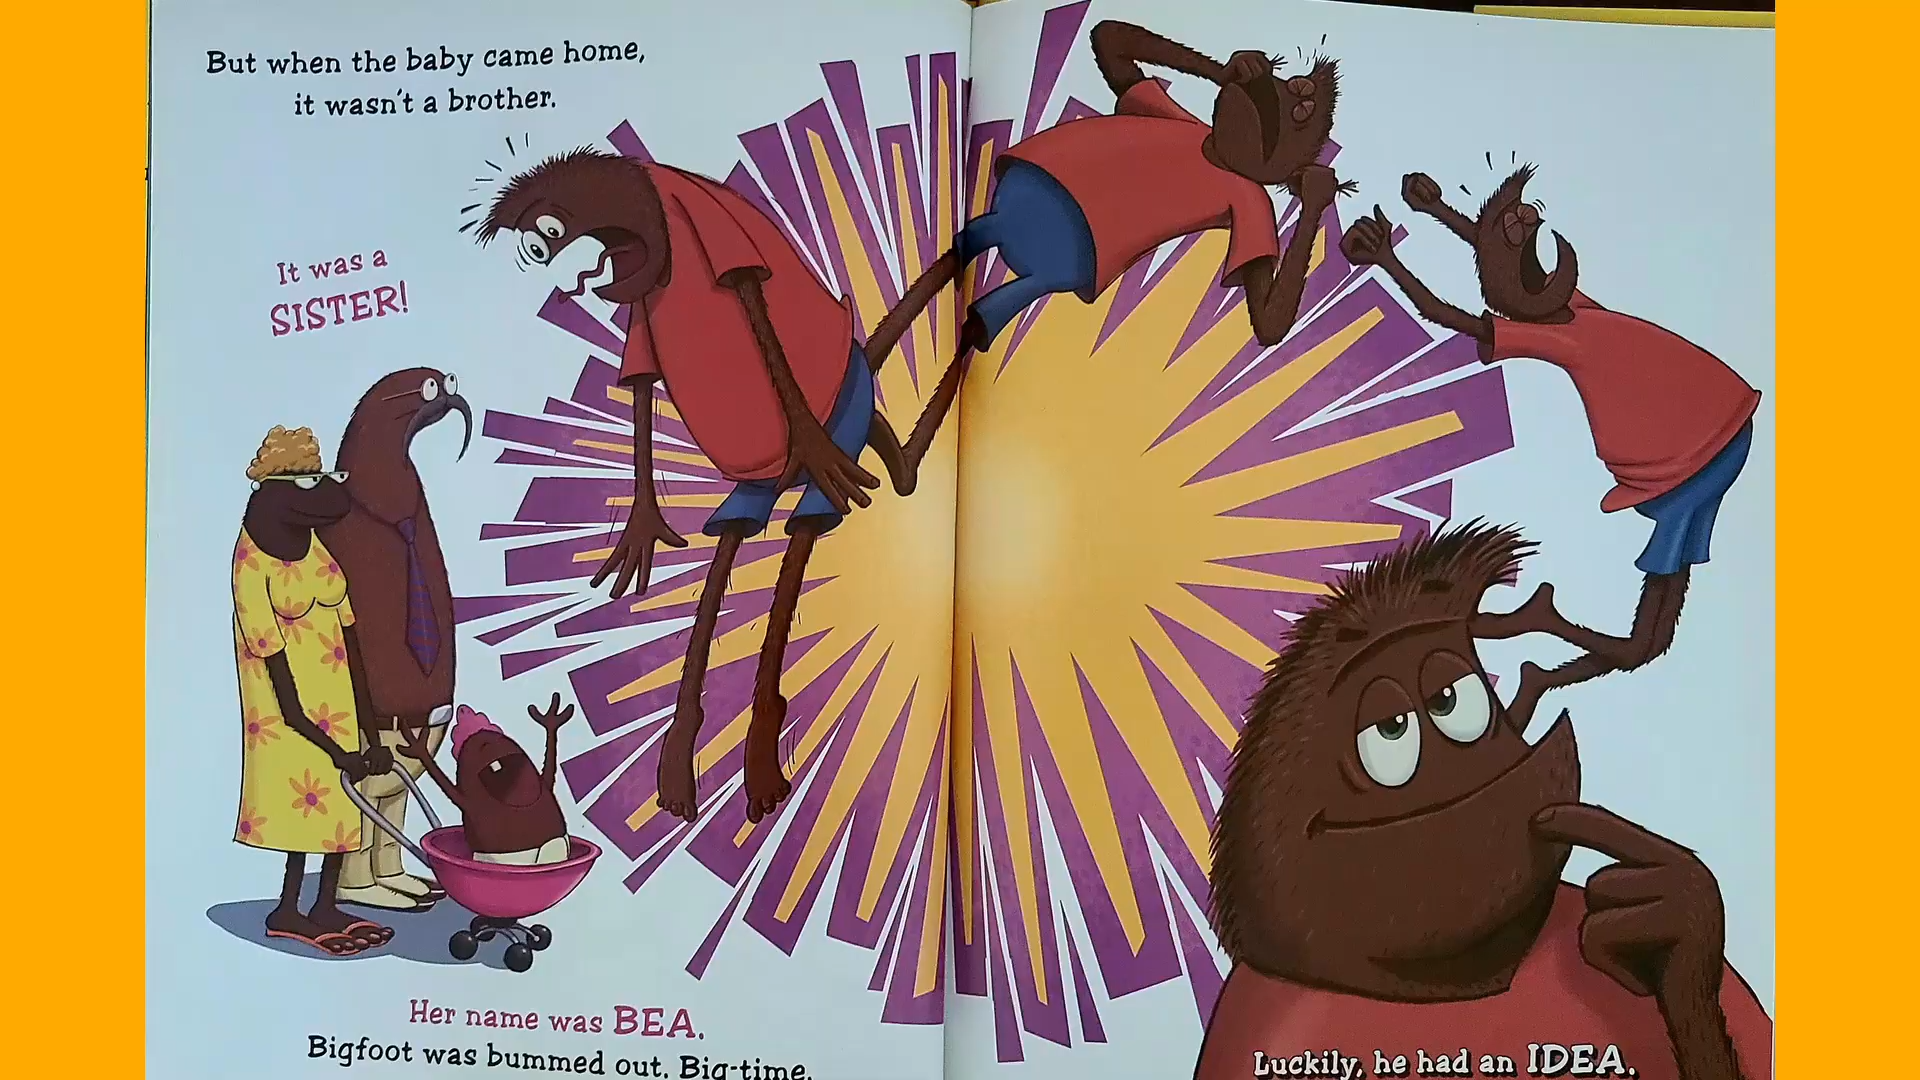 But when the baby came home,
it wasn't a brother.
It was a
SISTER!
Her name was BEA.
Bigfoot was bummed out. Big-time.
Luckily, he had an IDEA.